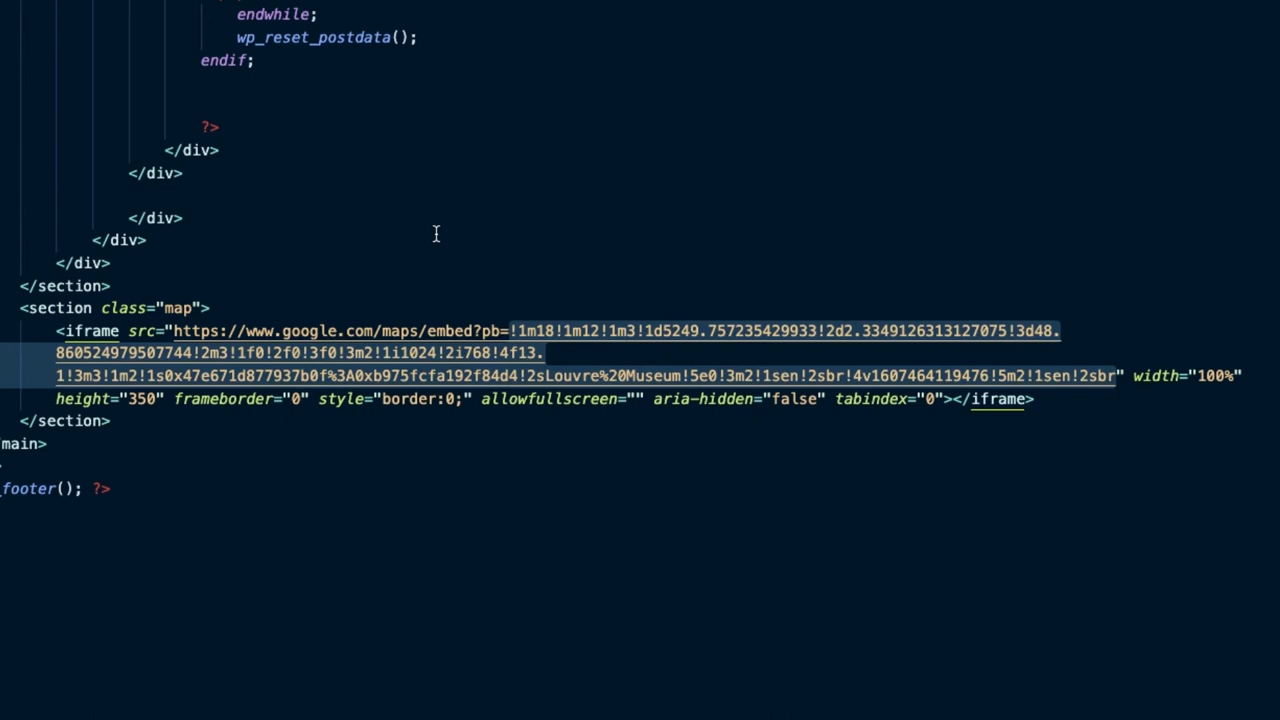 endwhile;
wp_reset_postdata();
endif;
?>
</div>
</div>
</div>
</div>
</div>
</section>
<section class="map">
<iframe src="https://www.google.com/maps/embed?pb=!1m18!1m12!1m3!1d5249.757235429933!2d2.3349126313127075!3d48.
860524979507744!2m3!1f0!2f0!3f0!3m2!1i1024!2i768!4f13.
1!3m3!1m2!1s0x47e671d877937b0f%3A0xb975fcfa192f84d4!2sLouvre%20Museum!5e0!3m2!1sen!2sbr!4v1607464119476!5m2!1sen!2sbr" width="100%"
height="350" frameborder="0" style="border:0;" allowfullscreen="" aria-hidden="false" tabindex="0"></iframe>
</section>
main>
>
_footer(); ?>